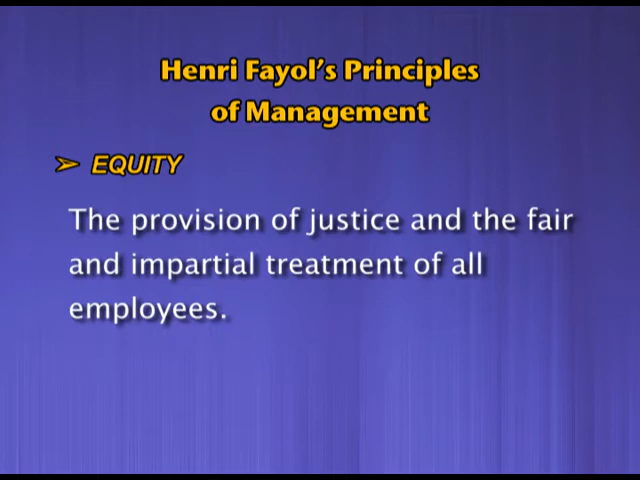 Henri Fayol's Principles
of Management
➢ EQUITY
The provision of justice and the fair
and impartial treatment of all
employees.